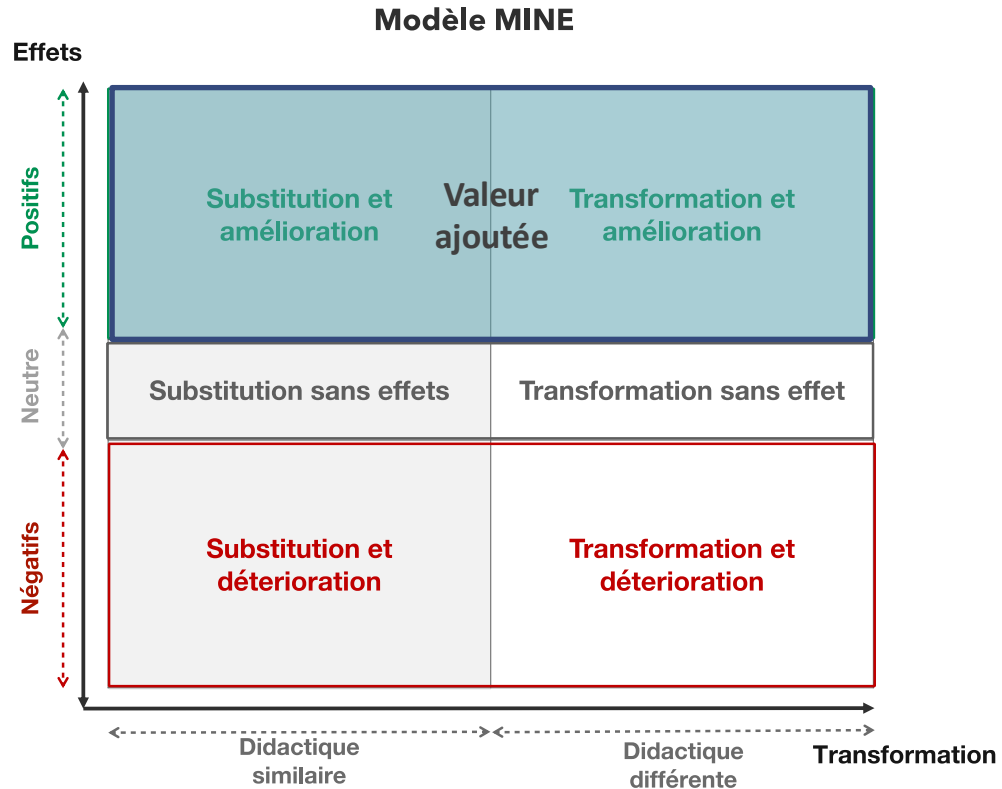 Modèle MINE
Effets
Positifs
Substitution et
amélioration
Valeur
ajoutée
Transformation et
amélioration
Neutre
Substitution sans effets
Transformation sans effet
Négatifs
Substitution et
déterioration
Transformation et
déterioration
Didactique
similaire
Didactique
différente
Transformation